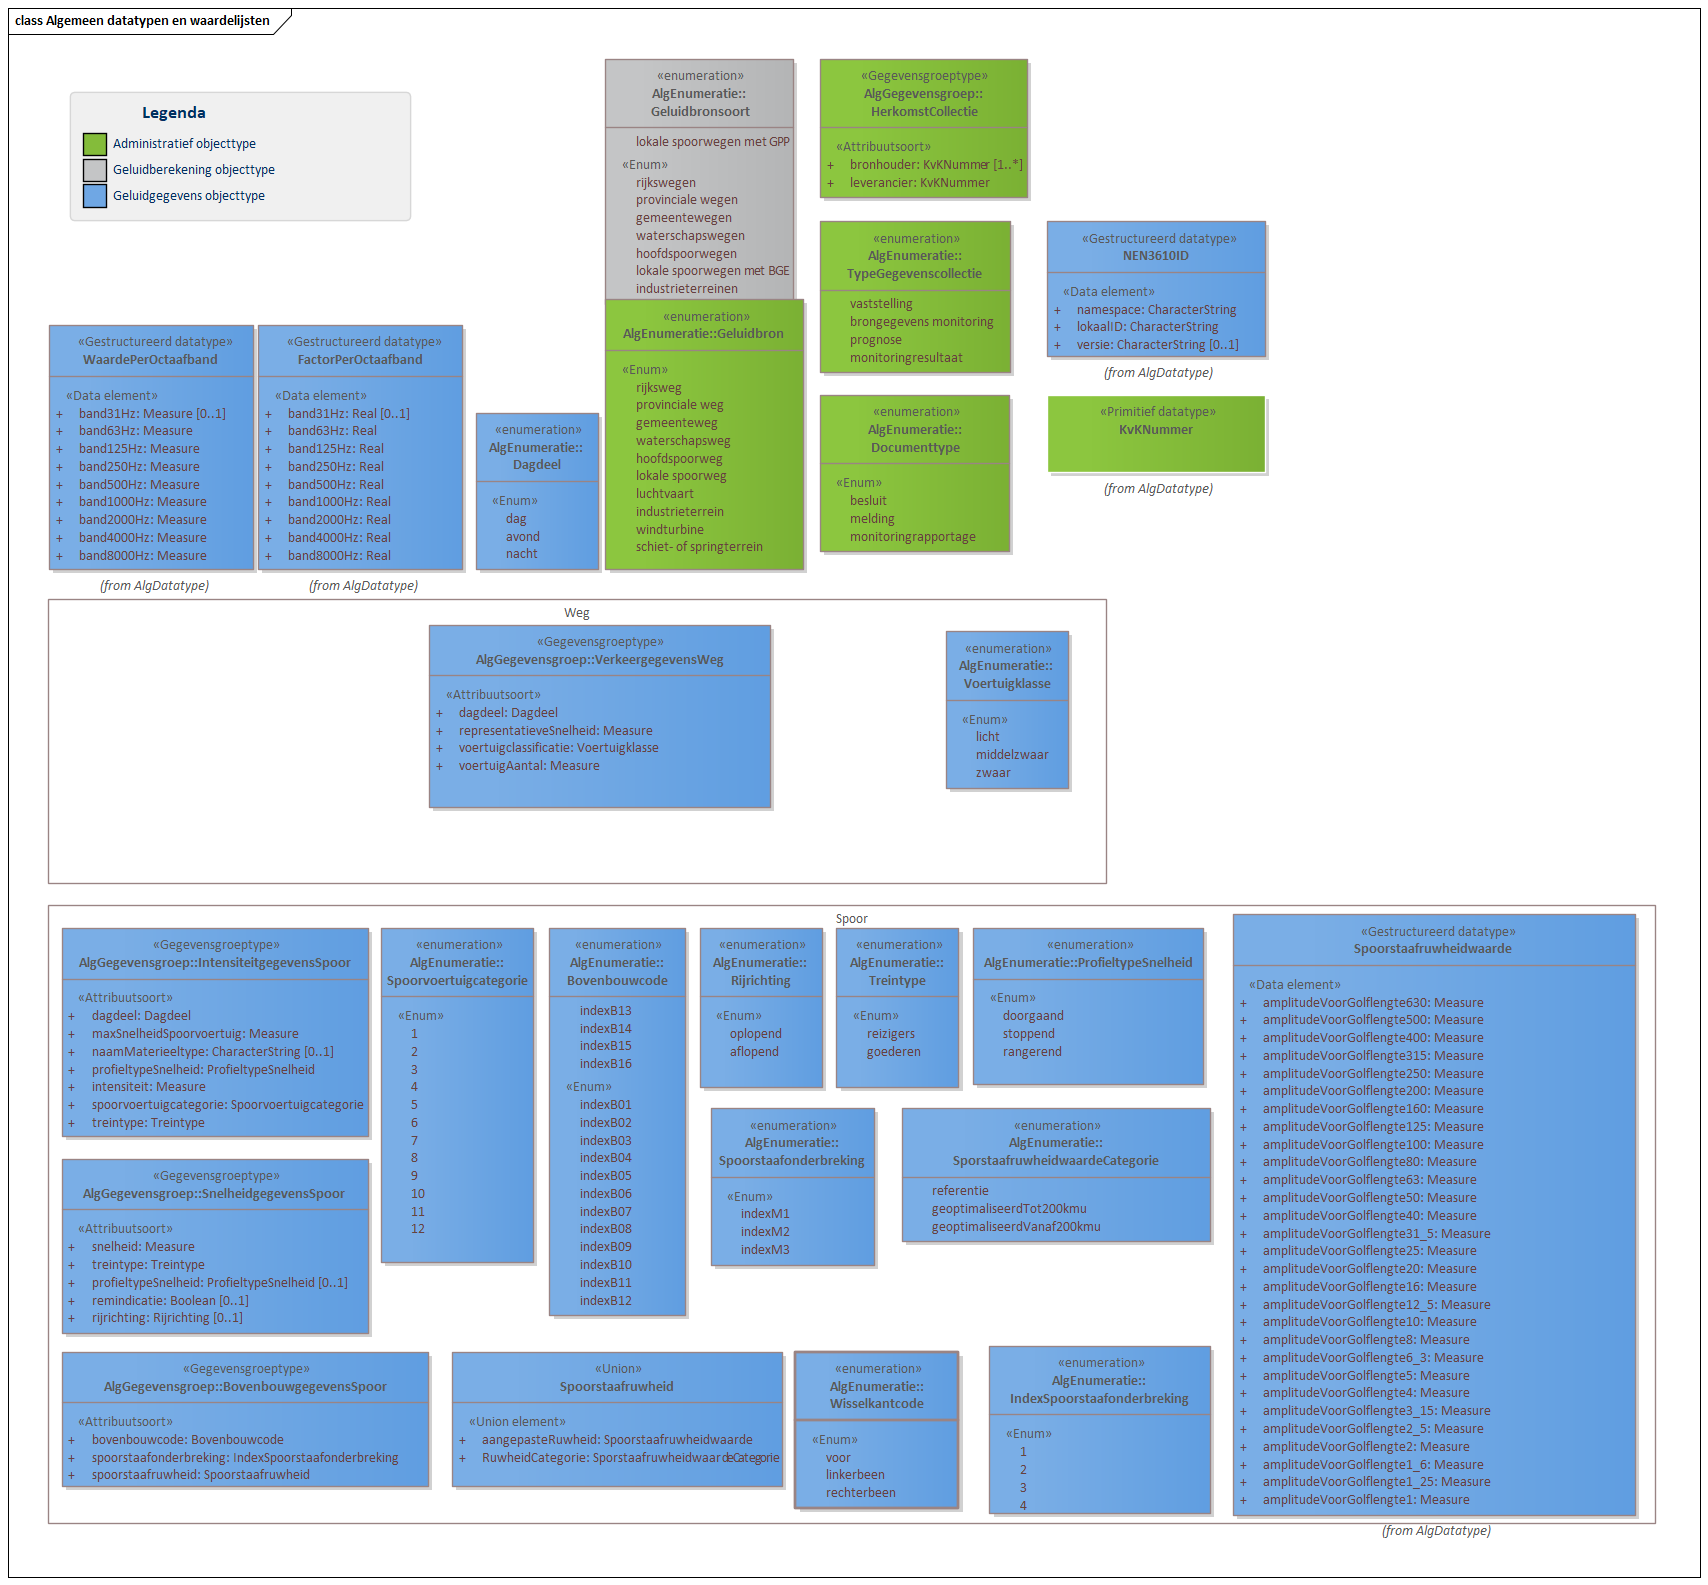 class Algemeen datatypen en waardelijsten
Legenda
Administratief objecttype
Geluidberekening objecttype
Geluidgegevens objecttype
«enumeration»
AlgEnumeratie::
Geluidbronsoort
lokale spoorwegen met GPP
«Enum»
rijkswegen
provinciale wegen
gemeentewegen
waterschapswegen
hoofdspoorwegen
lokale spoorwegen met BGE
industrieterreinen
«Gegevensgroeptype»
AlgGegevensgroep::
HerkomstCollectie
«Attribuutsoort»
+ bronhouder: KvKNummer [1..*]
+ leverancier: KvKNummer
«enumeration»
AlgEnumeratie::
TypeGegevenscollectie
vaststelling
brongegevens monitoring
prognose
monitoringresultaat
«Gestructureerd datatype»
NEN3610ID
«Data element»
+ namespace: CharacterString
+ lokaalID: CharacterString
+ versie: CharacterString [0..1]
(from AlgDatatype)
«Gestructureerd datatype»
WaardePerOctaafband
«Data element»
+ band31Hz: Measure [0..1]
+ band63Hz: Measure
+ band125Hz: Measure
+ band250Hz: Measure
+ band500Hz: Measure
+ band1000Hz: Measure
+ band2000Hz: Measure
+ band4000Hz: Measure
+ band8000Hz: Measure
(from AlgDatatype)
«Gestructureerd datatype»
FactorPerOctaafband
«Data element»
+ band31Hz: Real [0..1]
+ band63Hz: Real
+ band125Hz: Real
+ band250Hz: Real
+ band500Hz: Real
+ band1000Hz: Real
+ band2000Hz: Real
+ band4000Hz: Real
+ band8000Hz: Real
(from AlgDatatype)
«enumeration»
AlgEnumeratie::
Dagdeel
«Enum»
dag
avond
nacht
«enumeration»
AlgEnumeratie::Geluidbron
«Enum»
rijksweg
provinciale weg
gemeenteweg
waterschapsweg
hoofdspoorweg
lokale spoorweg
luchtvaart
industrieterrein
windturbine
schiet- of springterrein
«enumeration»
AlgEnumeratie::
Documenttype
«Enum»
besluit
melding
monitoringrapportage
«Primitief datatype»
KvKNummer
(from AlgDatatype)
Weg
«Gegevensgroeptype»
AlgGegevensgroep::VerkeergegevensWeg
«Attribuutsoort»
+ dagdeel: Dagdeel
+ representatieveSnelheid: Measure
+ voertuigclassificatie: Voertuigklasse
+ voertuigAantal: Measure
«enumeration»
AlgEnumeratie::
Voertuigklasse
«Enum»
licht
middelzwaar
zwaar
Spoor
«Gegevensgroeptype»
AlgGegevensgroep::IntensiteitgegevensSpoor
«Attribuutsoort»
+ dagdeel: Dagdeel
+ maxSnelheidSpoorvoertuig: Measure
+ naamMaterieeltype: CharacterString [0..1]
+ profieltypeSnelheid: ProfieltypeSnelheid
+ intensiteit: Measure
+ spoorvoertuigcategorie: Spoorvoertuigcategorie
+ treintype: Treintype
«enumeration»
AlgEnumeratie::
Spoorvoertuigcategorie
«Enum»
1
2
3
4
5
6
7
8
9
10
11
12
«enumeration»
AlgEnumeratie::
Bovenbouwcode
indexB13
indexB14
indexB15
indexB16
«Enum»
indexB01
indexB02
indexB03
indexB04
indexB05
indexB06
indexB07
indexB08
indexB09
indexB10
indexB11
indexB12
«enumeration»
AlgEnumeratie::
Rijrichting
«Enum»
oplopend
aflopend
«enumeration»
AlgEnumeratie::
Treintype
«Enum»
reizigers
goederen
«enumeration»
AlgEnumeratie::ProfieltypeSnelheid
«Enum»
doorgaand
stoppend
rangerend
«Gestructureerd datatype»
Spoorstaafruwheidwaarde
«Data element»
+ amplitudeVoorGolflengte630: Measure
+ amplitudeVoorGolflengte500: Measure
+ amplitudeVoorGolflengte400: Measure
+ amplitudeVoorGolflengte315: Measure
+ amplitudeVoorGolflengte250: Measure
+ amplitudeVoorGolflengte200: Measure
+ amplitudeVoorGolflengte160: Measure
+ amplitudeVoorGolflengte125: Measure
+ amplitudeVoorGolflengte100: Measure
+ amplitudeVoorGolflengte80: Measure
+ amplitudeVoorGolflengte63: Measure
+ amplitudeVoorGolflengte50: Measure
+ amplitudeVoorGolflengte40: Measure
+ amplitudeVoorGolflengte31_5: Measure
+ amplitudeVoorGolflengte25: Measure
+ amplitudeVoorGolflengte20: Measure
+ amplitudeVoorGolflengte16: Measure
+ amplitudeVoorGolflengte12_5: Measure
+ amplitudeVoorGolflengte10: Measure
+ amplitudeVoorGolflengte8: Measure
+ amplitudeVoorGolflengte6_3: Measure
+ amplitudeVoorGolflengte5: Measure
+ amplitudeVoorGolflengte4: Measure
+ amplitudeVoorGolflengte3_15: Measure
+ amplitudeVoorGolflengte2_5: Measure
+ amplitudeVoorGolflengte2: Measure
+ amplitudeVoorGolflengte1_6: Measure
+ amplitudeVoorGolflengte1_25: Measure
+ amplitudeVoorGolflengte1: Measure
(from AlgDatatype)
«enumeration»
AlgEnumeratie::
Spoorstaafonderbreking
«Enum»
indexM1
indexM2
indexM3
«enumeration»
AlgEnumeratie::
SporstaafruwheidwaardeCategorie
referentie
geoptimaliseerdTot200kmu
geoptimaliseerdVanaf200kmu
«Gegevensgroeptype»
AlgGegevensgroep::SnelheidgegevensSpoor
«Attribuutsoort»
+ snelheid: Measure
+ treintype: Treintype
+ profieltypeSnelheid: ProfieltypeSnelheid [0..1]
+ remindicatie: Boolean [0..1]
+ rijrichting: Rijrichting [0..1]
«Gegevensgroeptype»
AlgGegevensgroep::BovenbouwgegevensSpoor
«Attribuutsoort»
+ bovenbouwcode: Bovenbouwcode
+ spoorstaafonderbreking: IndexSpoorstaafonderbreking
+ spoorstaafruwheid: Spoorstaafruwheid
«Union»
Spoorstaafruwheid
«Union element»
+ aangepasteRuwheid: Spoorstaafruwheidwaarde
+ RuwheidCategorie: SporstaafruwheidwaardeCategorie
«enumeration»
AlgEnumeratie::
Wisselkantcode
«Enum»
voor
linkerbeen
rechterbeen
«enumeration»
AlgEnumeratie::
IndexSpoorstaafonderbreking
«Enum»
1
2
3
4